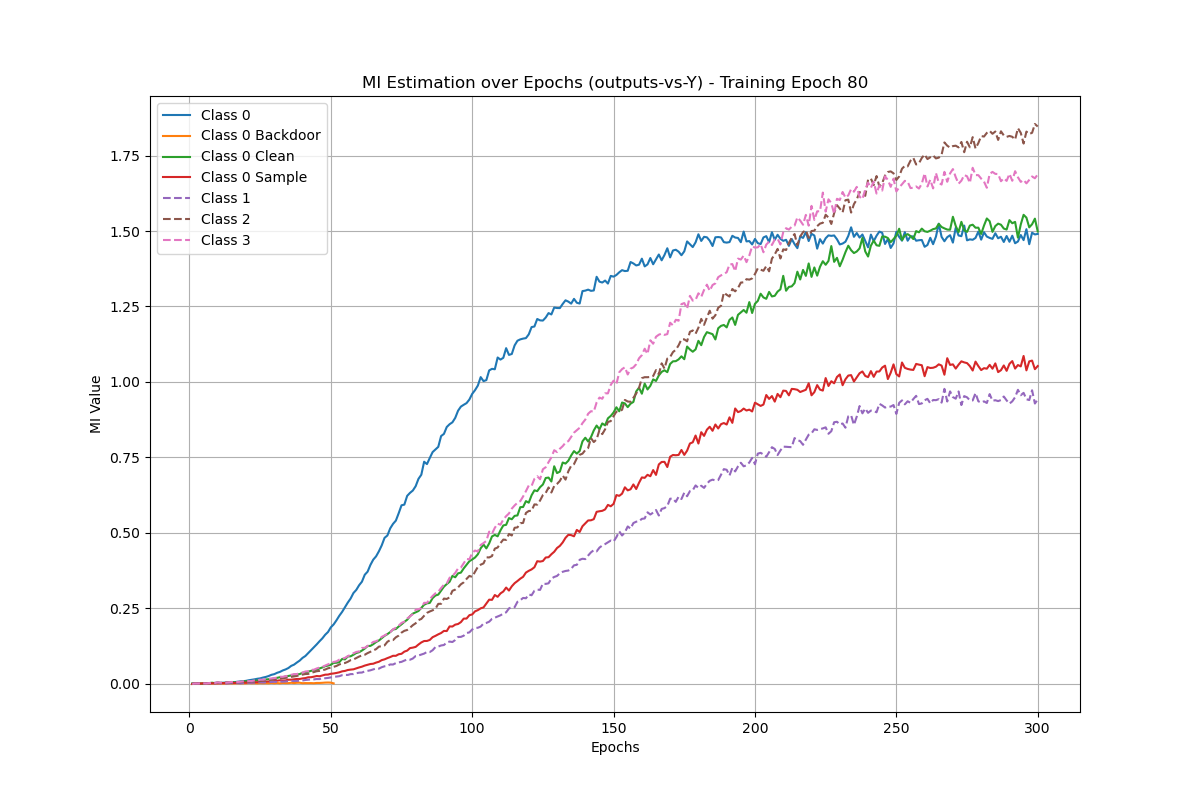 MI Estimation over Epochs (outputs-vs-Y) - Training Epoch 80
Class 0
Class 0 Backdoor
Class 0 Clean
Class 0 Sample
Class 1
Class 2
Class 3
MI Value
1.75
1.50
1.25
1.00
0.75
0.50
0.25
0.00
0 50 100 150 200 250 300
Epochs